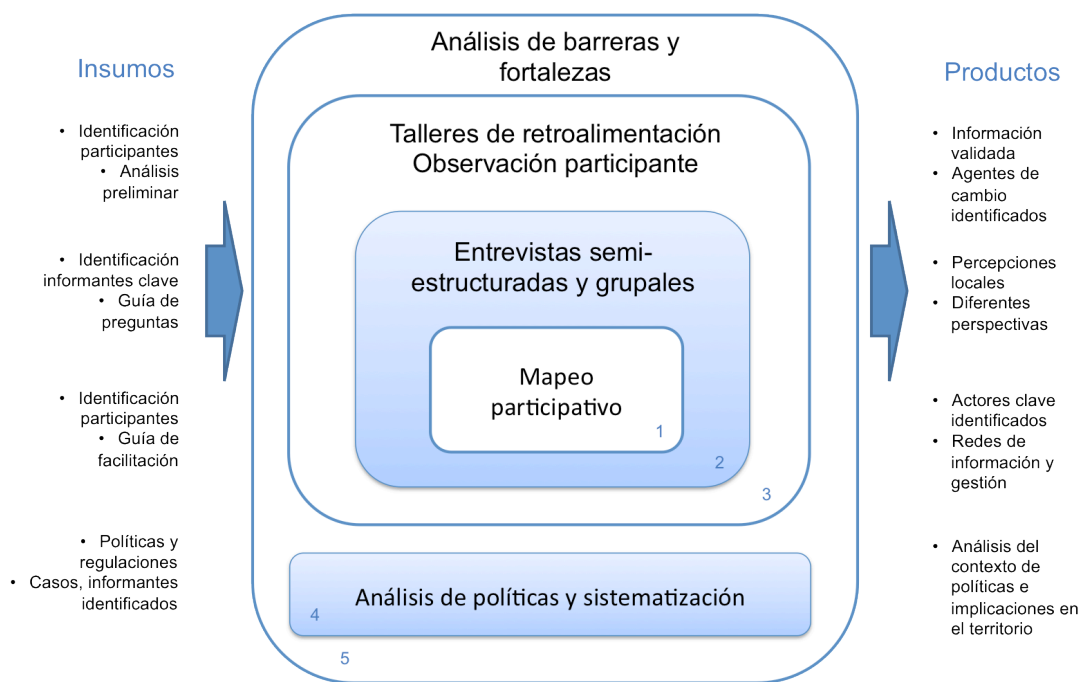 Insumos
• Identificación
participantes
• Análisis
preliminar
• Identificación
informantes clave
• Guía de
preguntas
• Identificación
participantes
• Guía de
facilitación
• Políticas y
regulaciones
• Casos, informantes
identificados
Análisis de barreras y
fortalezas
Talleres de retroalimentación
Observación participante
Entrevistas semi-
estructuradas y grupales
Mapeo
participativo
1
2
3
Análisis de políticas y sistematización
4
5
Productos
• Información
validada
• Agentes de
cambio
identificados
• Percepciones
locales
• Diferentes
perspectivas
• Actores clave
identificados
• Redes de
información y
gestión
• Análisis del
contexto de
políticas e
implicaciones en
el territorio